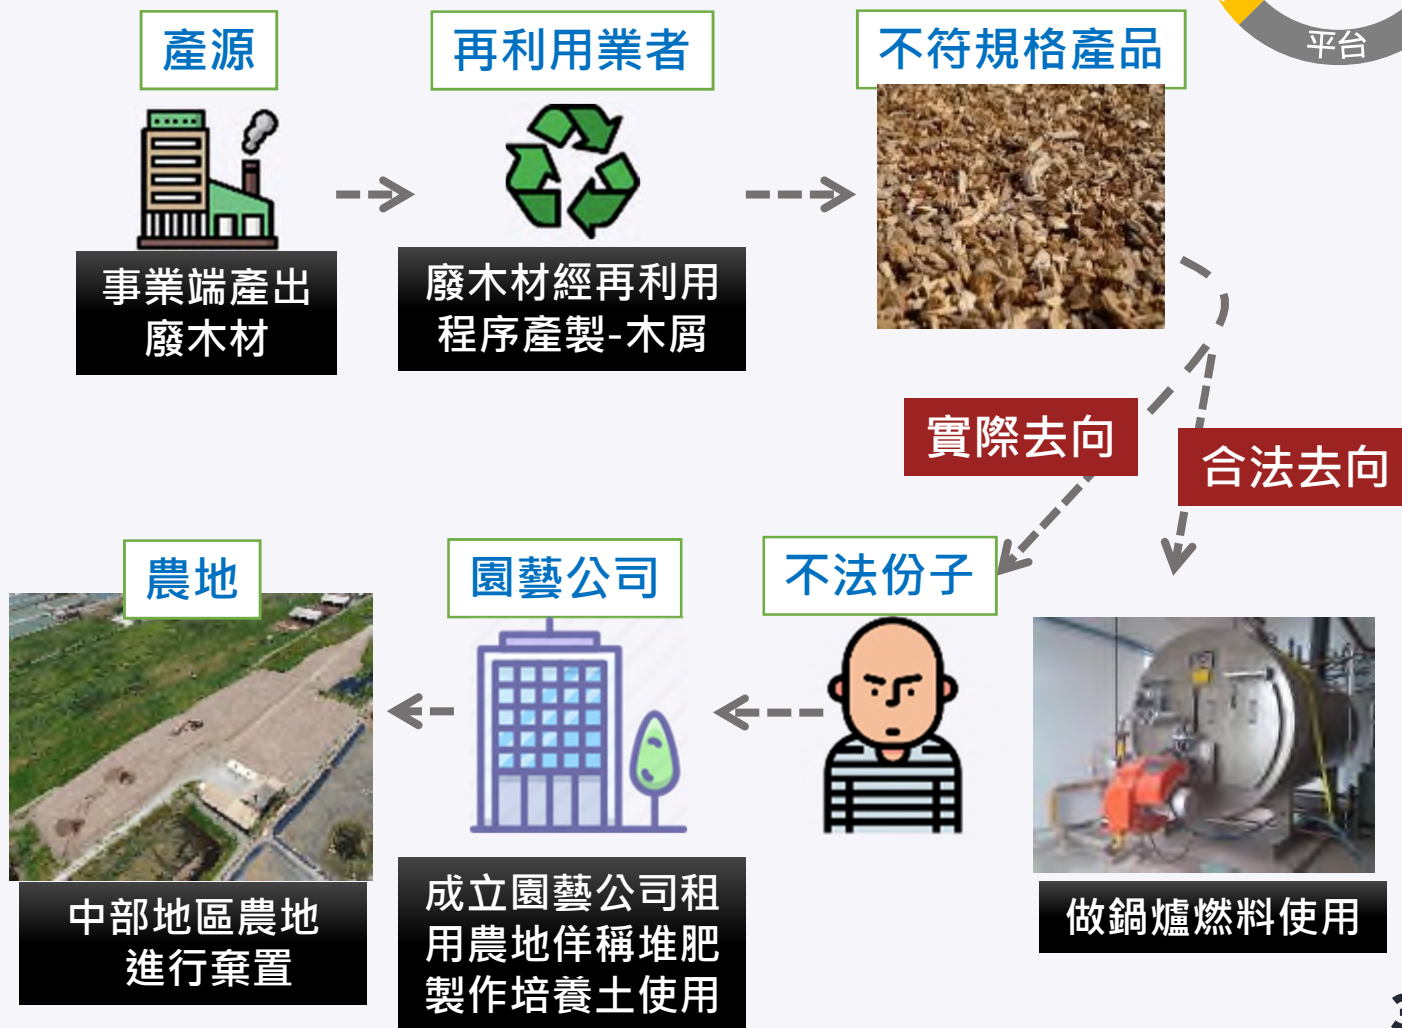 平台
產源
再利用業者
不符規格產品
事業端產出
廢木材
廢木材經再利用
程序產製-木屑
實際去向
合法去向
農地
園藝公司
不法份子
中部地區農地
進行棄置
成立園藝公司租
用農地佯稱堆肥
製作培養土使用
做鍋爐燃料使用